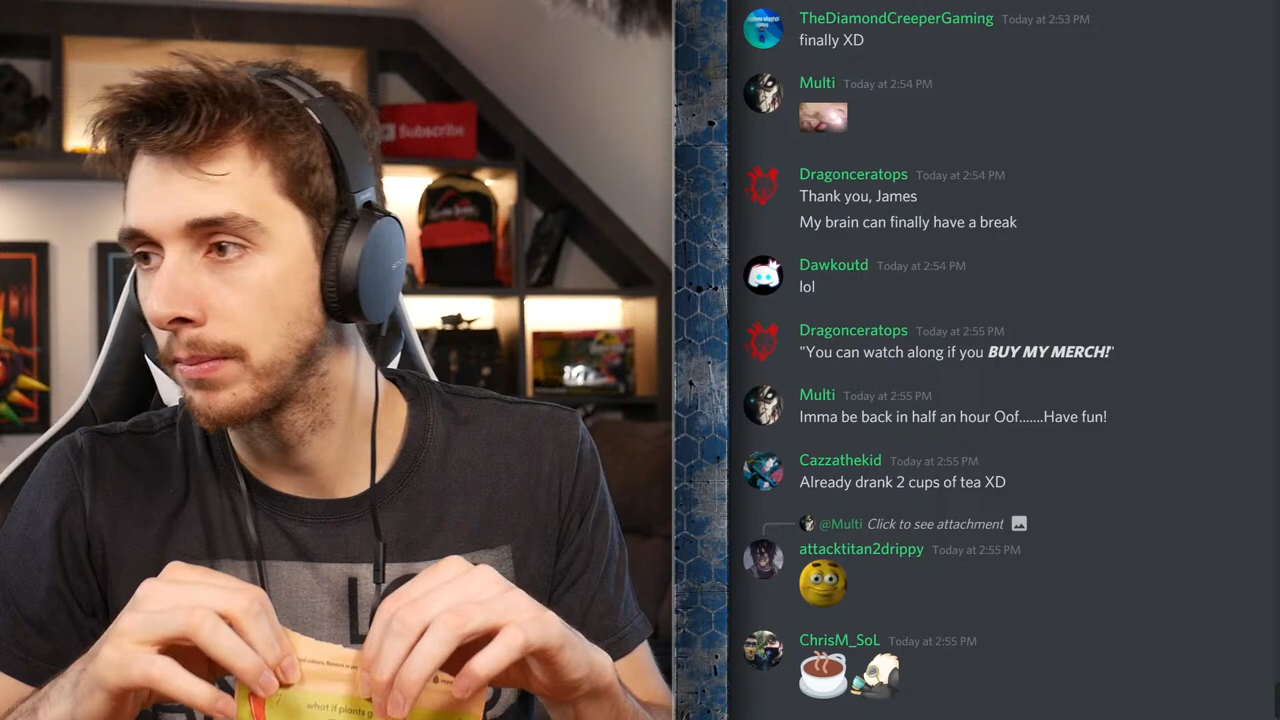 Subscribe
what if plants
TheDiamondCreeperGaming Today at 2:53 PM
finally XD
Multi Today at 2:54 PM
Dragonceratops Today at 2:54 PM
Thank you, James
My brain can finally have a break
Dawkoutd Today at 2:54 PM
lol
Dragonceratops Today at 2:55 PM
"You can watch along if you BUY MY MERCH!"
Multi Today at 2:55 PM
Imma be back in half an hour Oof.......Have fun!
Cazzathekid Today at 2:55 PM
Already drank 2 cups of tea XD
@Multi Click to see attachment
attacktitan2drippy Today at 2:55 PM
ChrisM_SoL Today at 2:55 PM